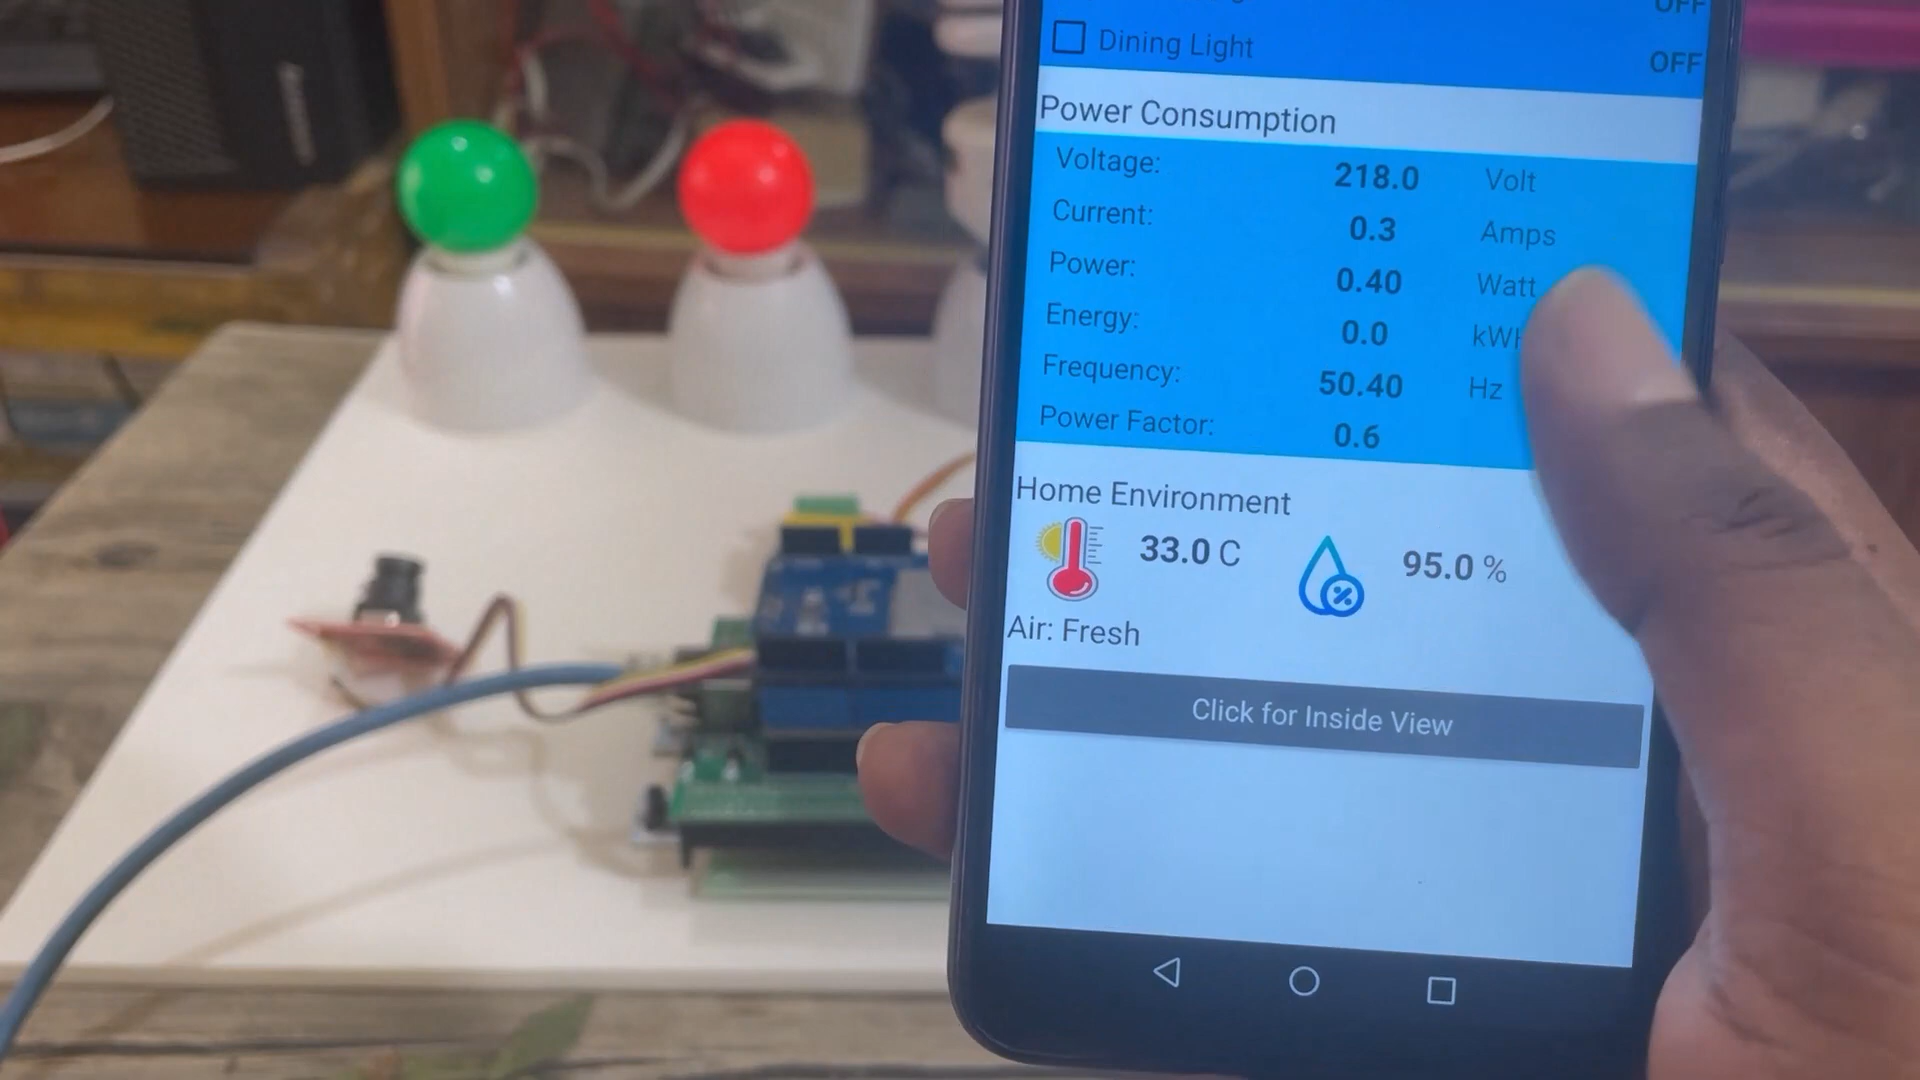 OFF
Dining Light OFF
Power Consumption
Voltage: 218.0 Volt
Current: 0.3 Amps
Power: 0.40 Watt
Energy: 0.0
Frequency: 50.40 Hz
Power Factor: 0.6
Home Environment
33.0 C 95.0 %
Air: Fresh
Click for Inside View